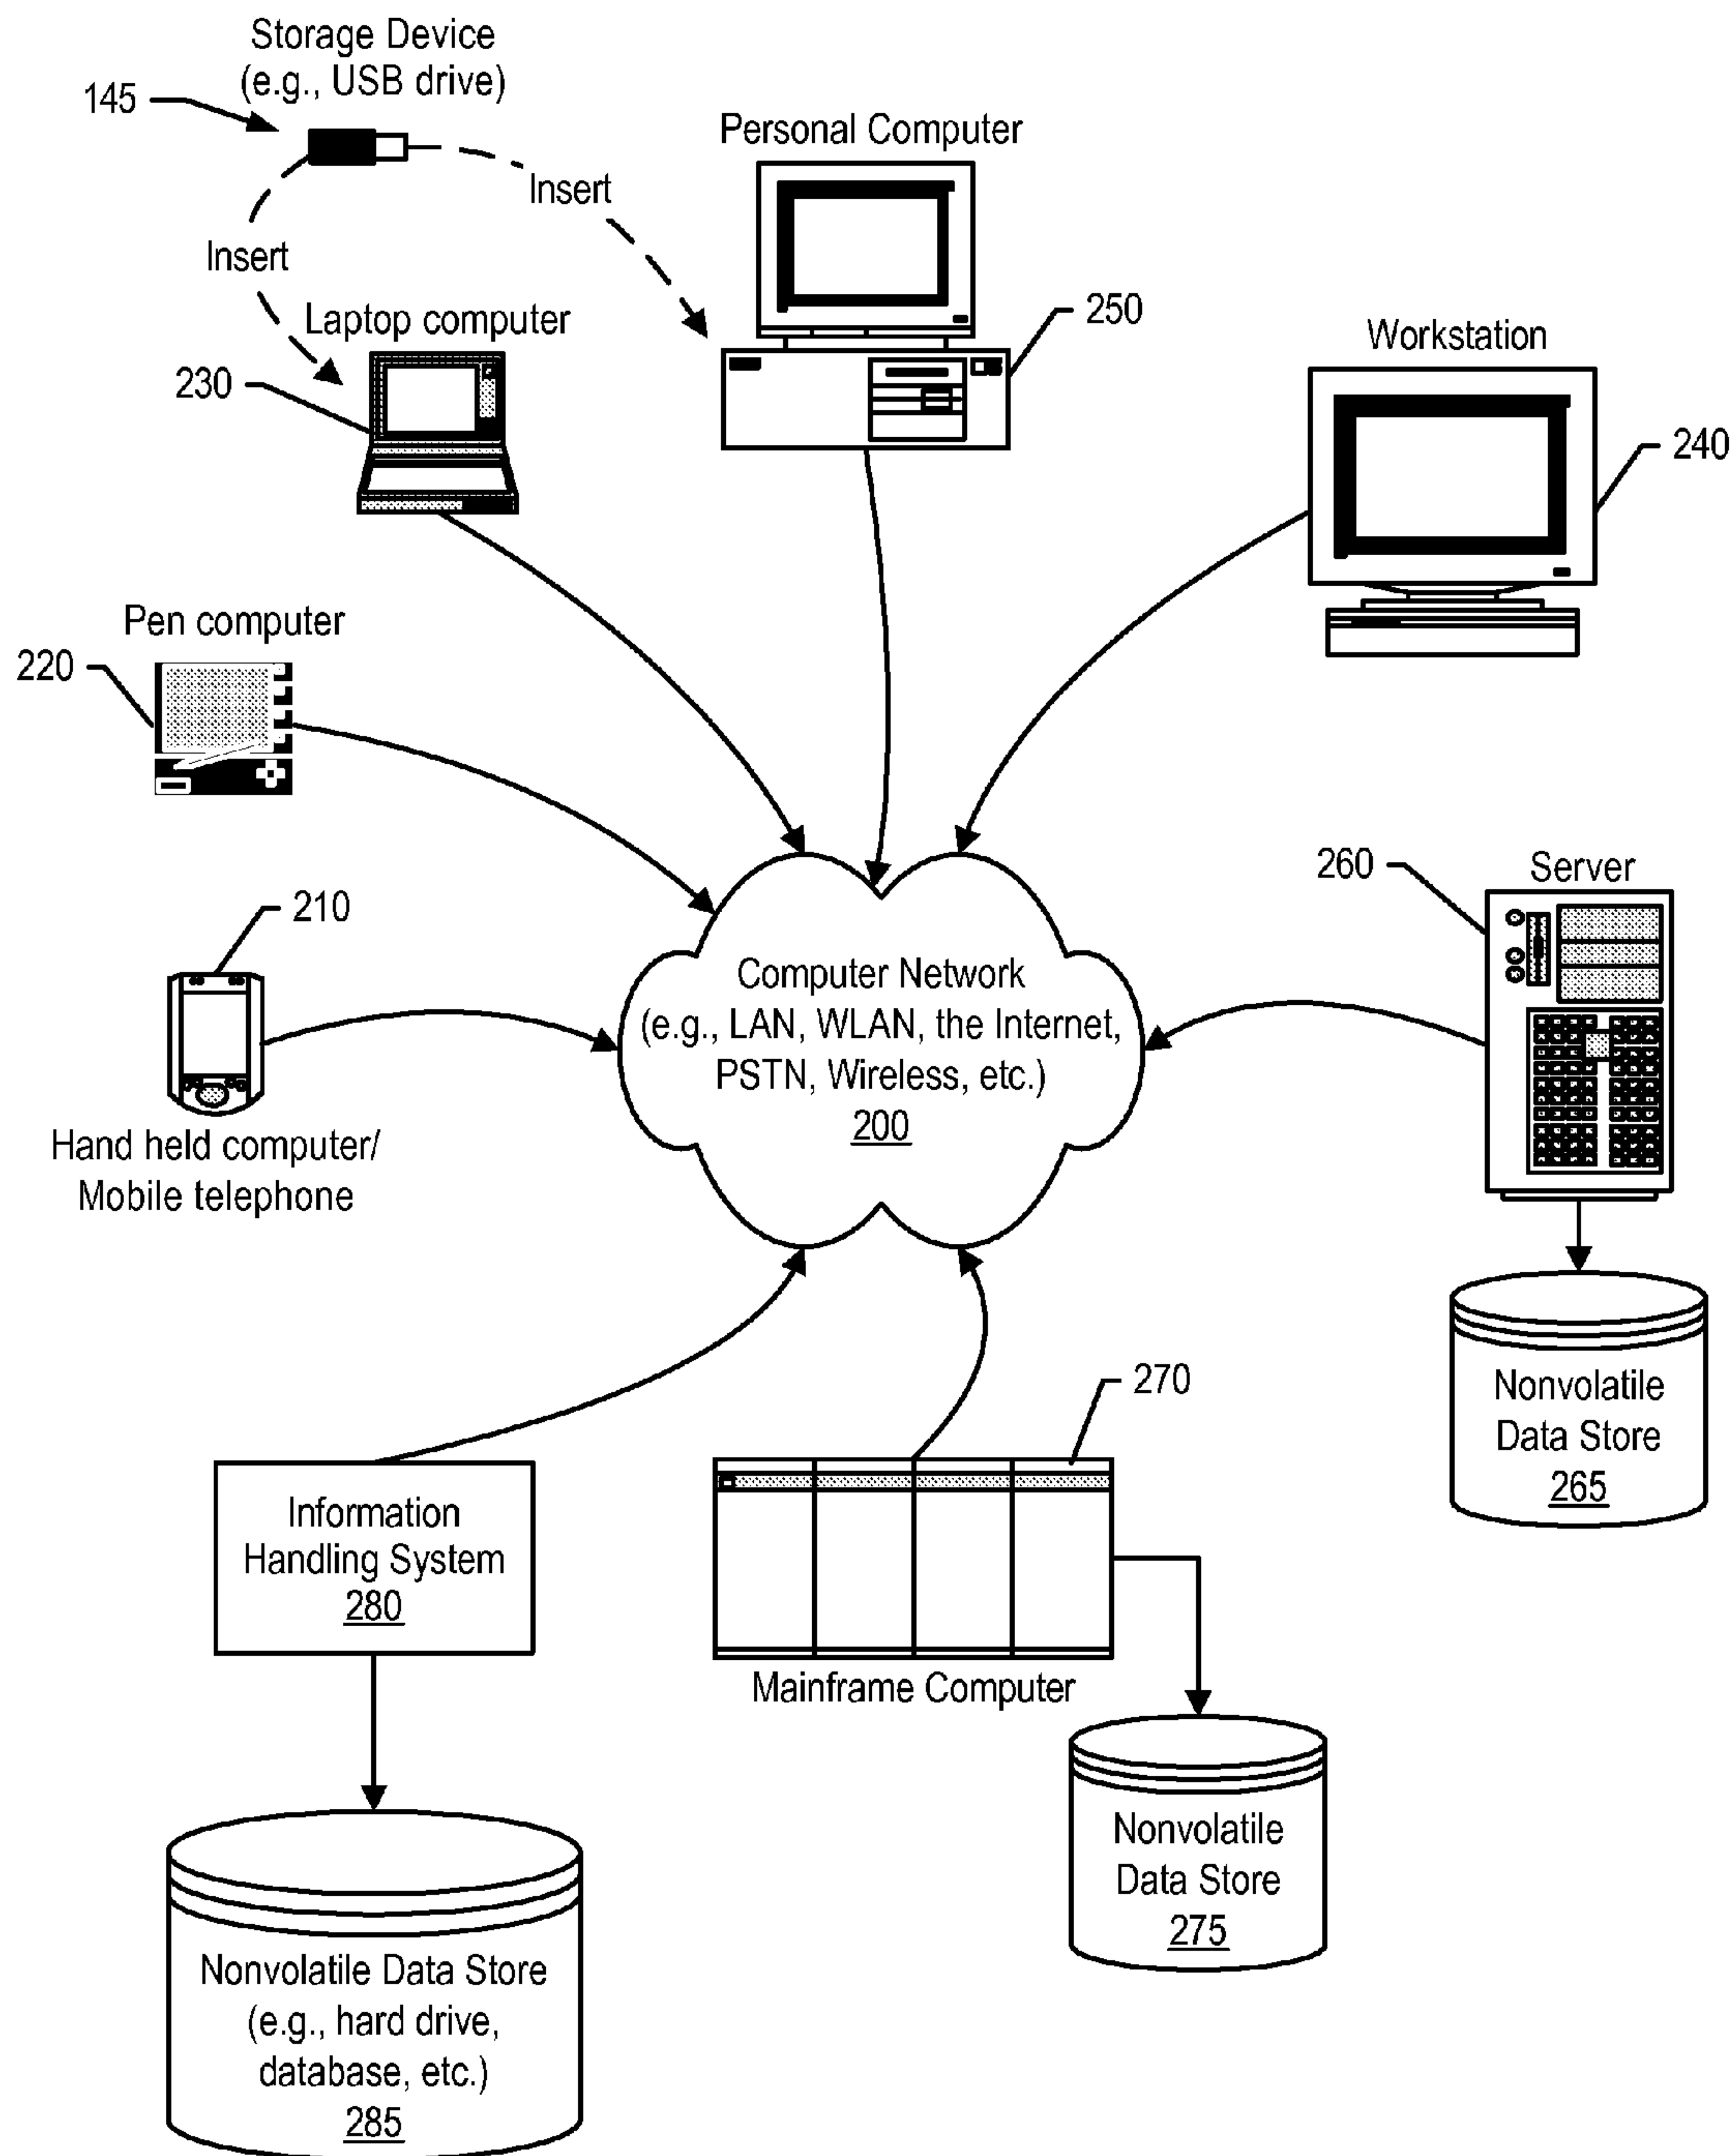 Storage Device
(e.g., USB drive)
145
Personal Computer
Insert
Insert
Laptop computer
250
Workstation
230
240
Pen computer
220
260
Server
210
Computer Network
(e.g., LAN, WLAN, the Internet,
PSTN, Wireless, etc.)
200
Hand held computer/
Mobile telephone
270
Nonvolatile
Data Store
265
Information
Handling System
280
Mainframe Computer
Nonvolatile
Data Store
275
Nonvolatile Data Store
(e.g., hard drive,
database, etc.)
285